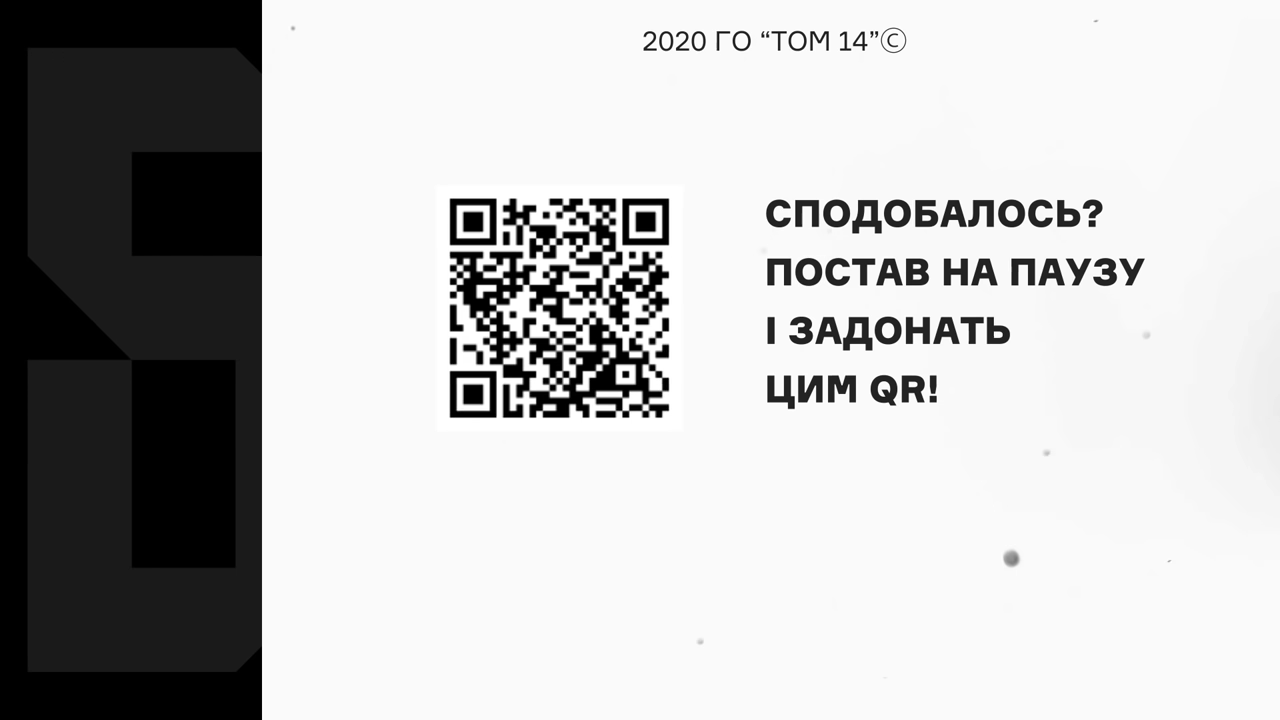 2020 ГО “ТОМ 14”©
СПОДОБАЛОСЬ?
ПОСТАВ НА ПАУЗУ
І ЗАДОНАТЬ
ЦИМ QR!